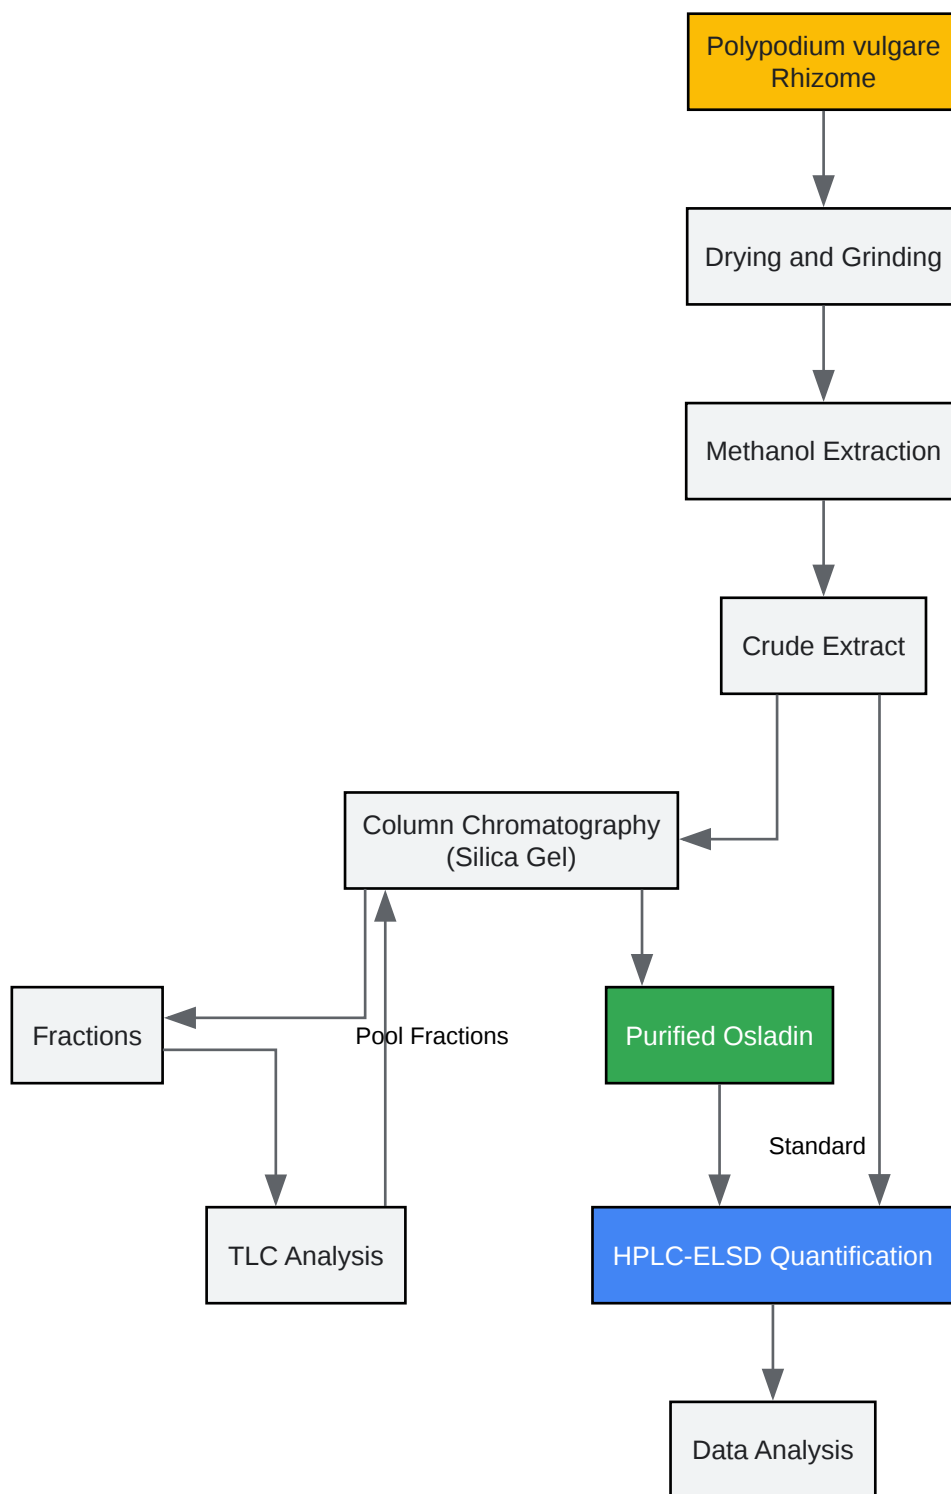 Polypodium vulgare
Rhizome
Drying and Grinding
Methanol Extraction
Crude Extract
Column Chromatography
(Silica Gel)
Fractions
Pool Fractions
Purified Osladin
Standard
TLC Analysis
HPLC-ELSD Quantification
Data Analysis